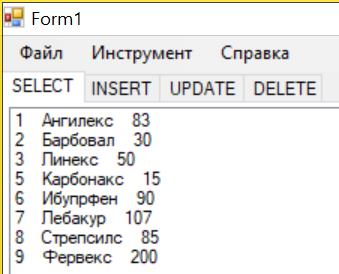 Form1
Файл Инструмент Справка
SELECT INSERT UPDATE DELETE
1 Ангилекс 83
2 Барбовал 30
3 Линекс 50
5 Карбонакс 15
6 Ибупрфен 90
7 Лебакур 107
8 Стрепсилс 85
9 Фервекс 200